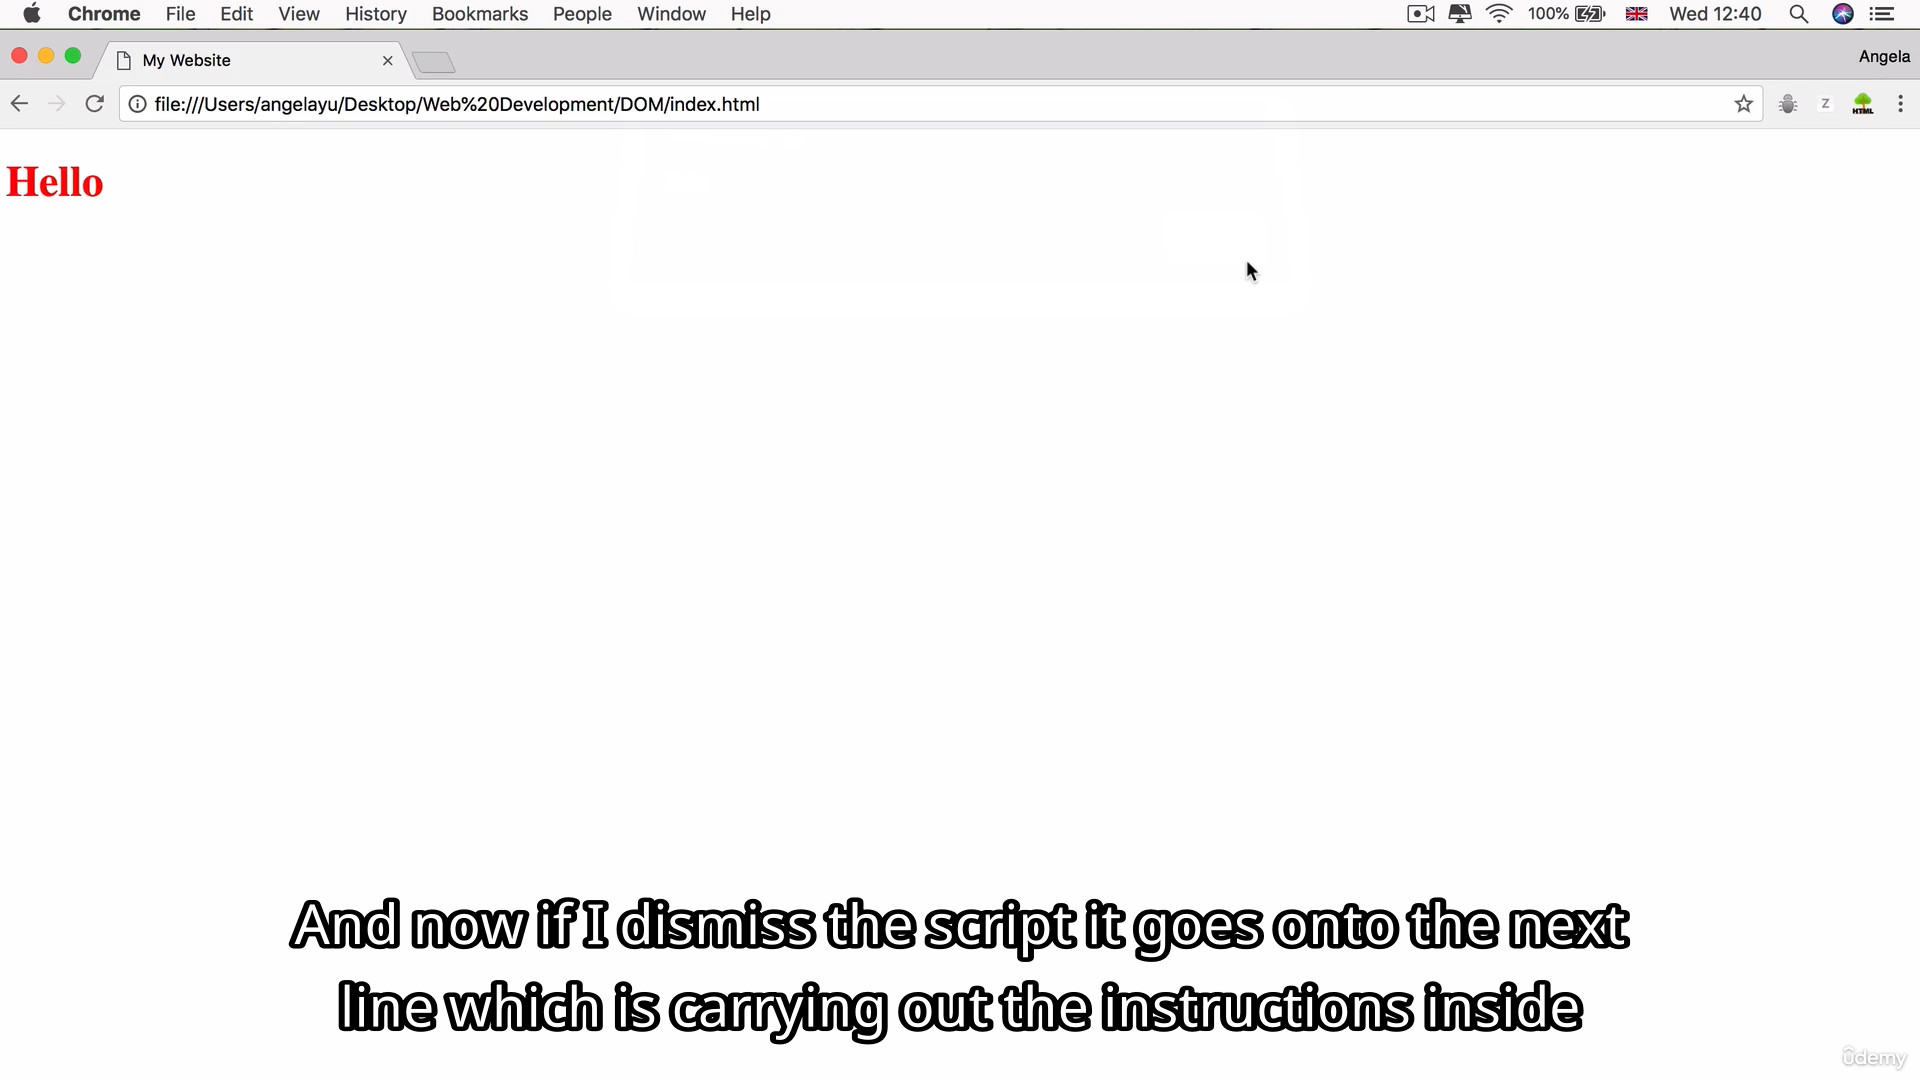 Chrome File Edit View History Bookmarks People Window Help 100% Wed 12:40
My Website Angela
file:///Users/angelayu/Desktop/Web%20Development/DOM/index.html Z HTML
Hello
And now if I dismiss the script it goes onto the next
line which is carrying out the instructions inside
ûdemy